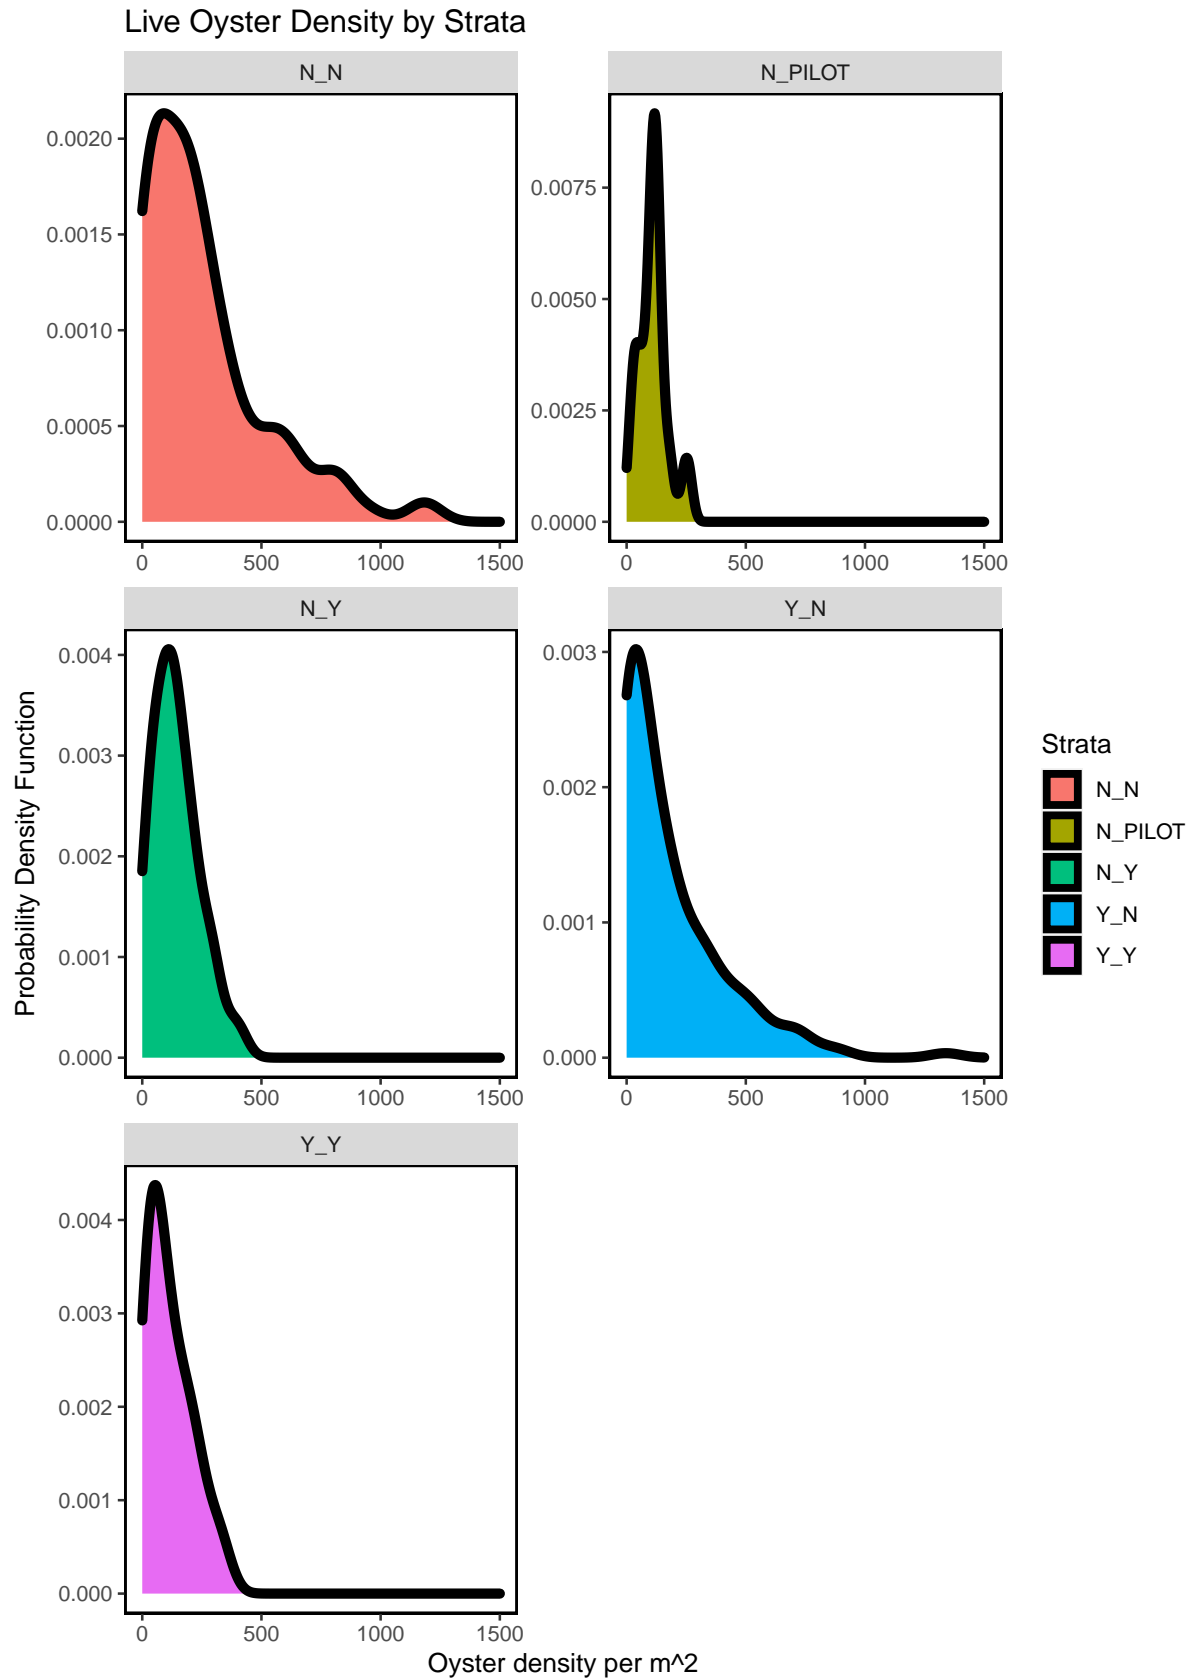 Live Oyster Density by Strata
N_N
N_PILOT
0.0020
0.0015
0.0010
0.0005
0.0000
0 500 1000 1500
0.0075
0.0050
0.0025
0.0000
0 500 1000 1500
N_Y
Y_N
0.004
0.003
0.002
0.001
0.000
0 500 1000 1500
0.003
0.002
0.001
0.000
0 500 1000 1500
Y_Y
0.004
0.003
0.002
0.001
0.000
0 500 1000 1500
Probability Density Function
Oyster density per m^2
Strata
N_N
N_PILOT
N_Y
Y_N
Y_Y